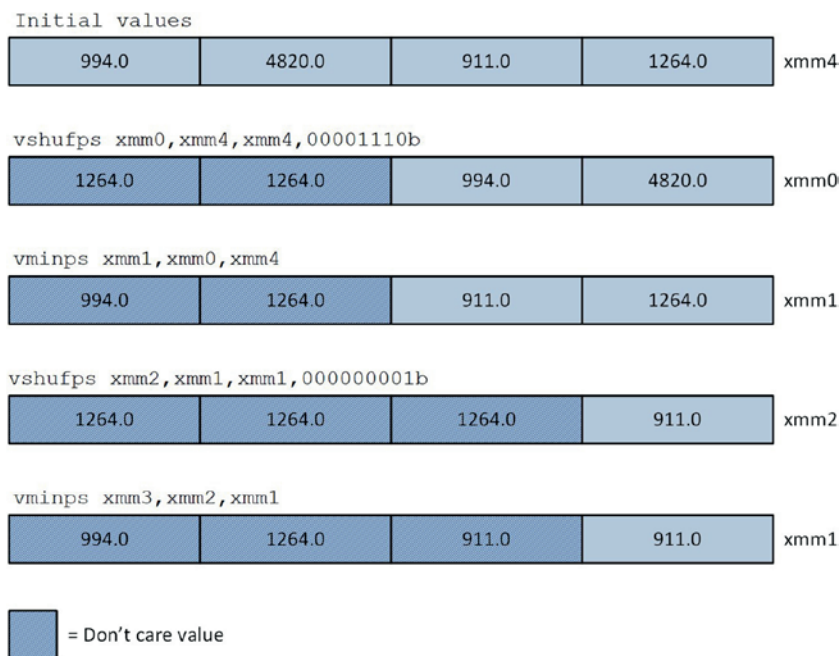 Initial values
994.0 4820.0 911.0 1264.0 xmm4
vshufps xmm0,xmm4,xmm4,00001110b
1264.0 1264.0 994.0 4820.0 xmm0
vminps xmm1,xmm0,xmm4
994.0 1264.0 911.0 1264.0 xmm1
vshufps xmm2,xmm1,xmm1,000000001b
1264.0 1264.0 1264.0 911.0 xmm2
vminps xmm3,xmm2,xmm1
994.0 1264.0 911.0 911.0 xmm1
= Don't care value